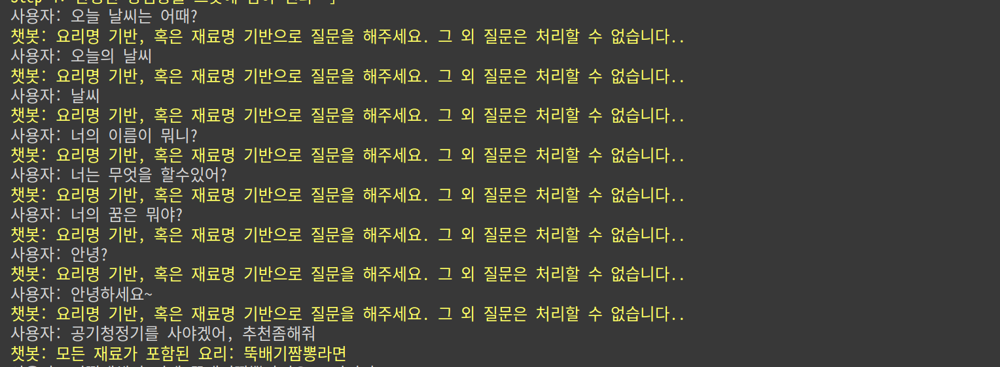 사용자: 오늘 날씨는 어때?
챗봇: 요리명 기반, 혹은 재료명 기반으로 질문을 해주세요. 그 외 질문은 처리할 수 없습니다..
사용자: 오늘의 날씨
챗봇: 요리명 기반, 혹은 재료명 기반으로 질문을 해주세요. 그 외 질문은 처리할 수 없습니다..
사용자: 날씨
챗봇: 요리명 기반, 혹은 재료명 기반으로 질문을 해주세요. 그 외 질문은 처리할 수 없습니다..
사용자: 너의 이름이 뭐니?
챗봇: 요리명 기반, 혹은 재료명 기반으로 질문을 해주세요. 그 외 질문은 처리할 수 없습니다..
사용자: 너는 무엇을 할수있어?
챗봇: 요리명 기반, 혹은 재료명 기반으로 질문을 해주세요. 그 외 질문은 처리할 수 없습니다..
사용자: 너의 꿈은 뭐야?
챗봇: 요리명 기반, 혹은 재료명 기반으로 질문을 해주세요. 그 외 질문은 처리할 수 없습니다..
사용자: 안녕?
챗봇: 요리명 기반, 혹은 재료명 기반으로 질문을 해주세요. 그 외 질문은 처리할 수 없습니다..
사용자: 안녕하세요~
챗봇: 요리명 기반, 혹은 재료명 기반으로 질문을 해주세요. 그 외 질문은 처리할 수 없습니다..
사용자: 공기청정기를 사야겠어, 추천좀해줘
챗봇: 모든 재료가 포함된 요리: 뚝배기짬뽕라면